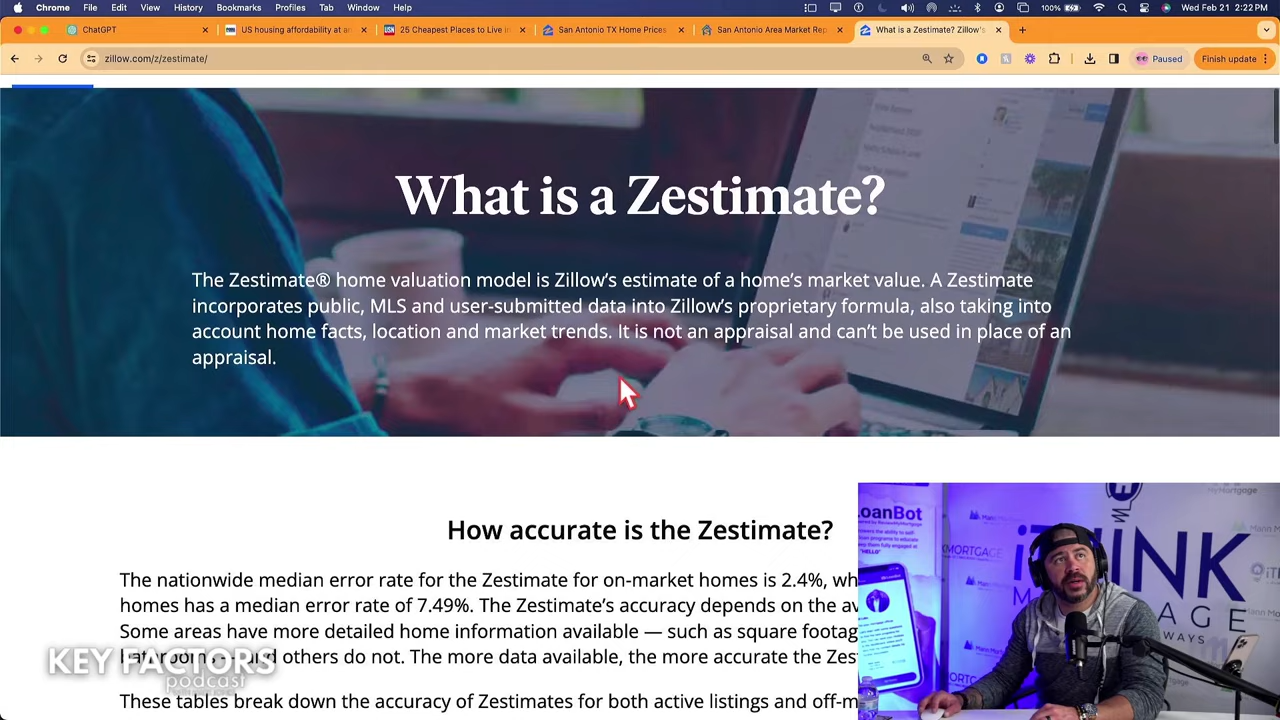 Chrome File Edit View History Bookmarks Profiles Tab Window Help 100% Wed Feb 21 2:22 PM
ChatGPT US housing affordability at a 25 Cheapest Places to Live i San Antonio TX Home Prices San Antonio Area Market Rep What is a Zestimate? Zillow's
zillow.com/z/zestimate/ Paused Finish update
What is a Zestimate?
The Zestimate® home valuation model is Zillow's estimate of a home's market value. A Zestimate
incorporates public, MLS and user-submitted data into Zillow's proprietary formula, also taking into
account home facts, location and market trends. It is not an appraisal and can't be used in place of an
appraisal.
How accurate is the Zestimate?
The nationwide median error rate for the Zestimate for on-market homes is 2.4%, wh
homes has a median error rate of 7.49%. The Zestimate's accuracy depends on the av
Some areas have more detailed home information available — such as square footag
others do not. The more data available, the more accurate the Zes
These tables break down the accuracy of Zestimates for both active listings and off-m
KEY FACTORS
podcast
LoanBot
"HELLO"
MyMortgage
Mann Mortgage
iTHINK
MORTGAGE